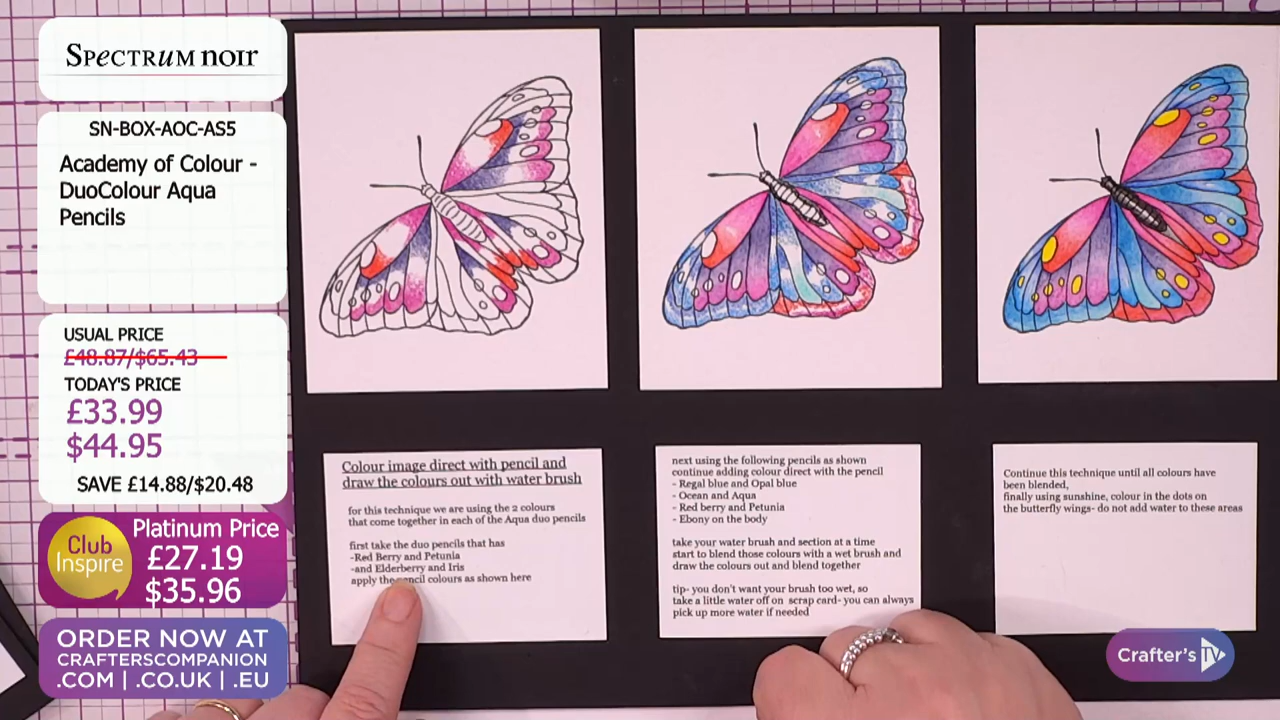 SPECTRUM noir
SN-BOX-AOC-AS5
Academy of Colour -
DuoColour Aqua
Pencils
USUAL PRICE
£48.87/$65.43
TODAY'S PRICE
£33.99
$44.95
SAVE £14.88/$20.48
Club
Inspire
Platinum Price
£27.19
$35.96
ORDER NOW AT
CRAFTERSCOMPANION
.COM | .CO.UK | .EU
Colour image direct with pencil and
draw the colours out with water brush
for this technique we are using the 2 colours
that come together in each of the Aqua duo pencils
first take the duo pencils that has
-Red Berry and Petunia
-and Elderberry and Iris
apply the pencil colours as shown here
next using the following pencils as shown
continue adding colour direct with the pencil
- Regal blue and Opal blue
- Ocean and Aqua
- Red berry and Petunia
- Ebony on the body
take your water brush and section at a time
start to blend those colours with a wet brush and
draw the colours out and blend together
tip- you don't want your brush too wet, so
take a little water off on scrap card- you can always
pick up more water if needed
Continue this technique until all colours have
been blended,
finally using sunshine, colour in the dots on
the butterfly wings- do not add water to these areas
Crafter's TV